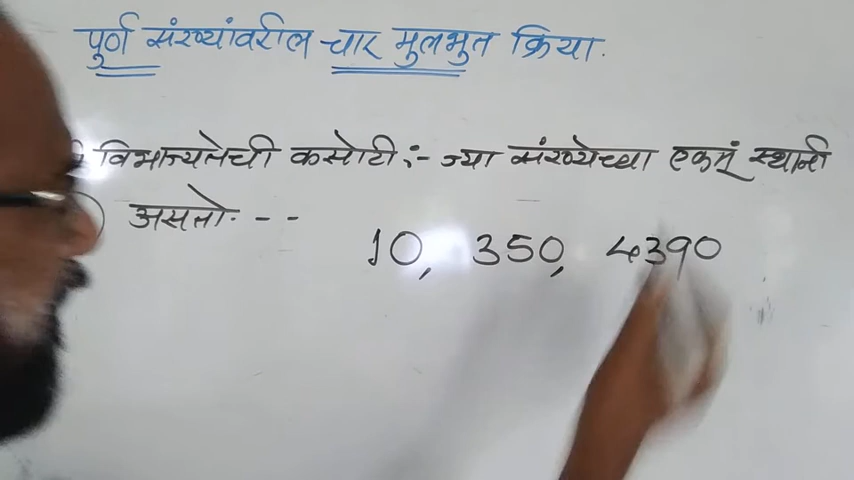 पुर्ण संख्यांवरील चार मुलभुत क्रिया.
विभाज्यतेची कसोटी :- ज्या संख्येच्या एकम् स्थानी
असतो. - -
10, 350, 4390